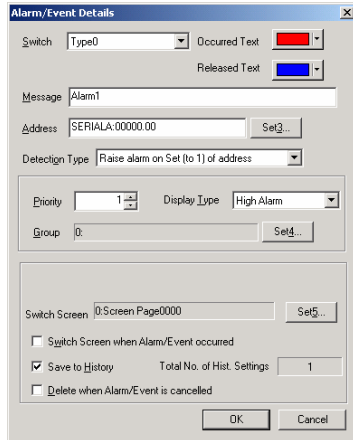 Alarm/Event Details
Switch Type0 Occurred Text
Released Text
Message Alarm1
Address SERIALA:00000.00 Set3...
Detection Type Raise alarm on Set (to 1) of address
Priority 1 Display Type High Alarm
Group 0: Set4...
Switch Screen 0:Screen Page0000 Set5...
Switch Screen when Alarm/Event occurred
Save to History Total No. of Hist. Settings 1
Delete when Alarm/Event is cancelled
OK Cancel